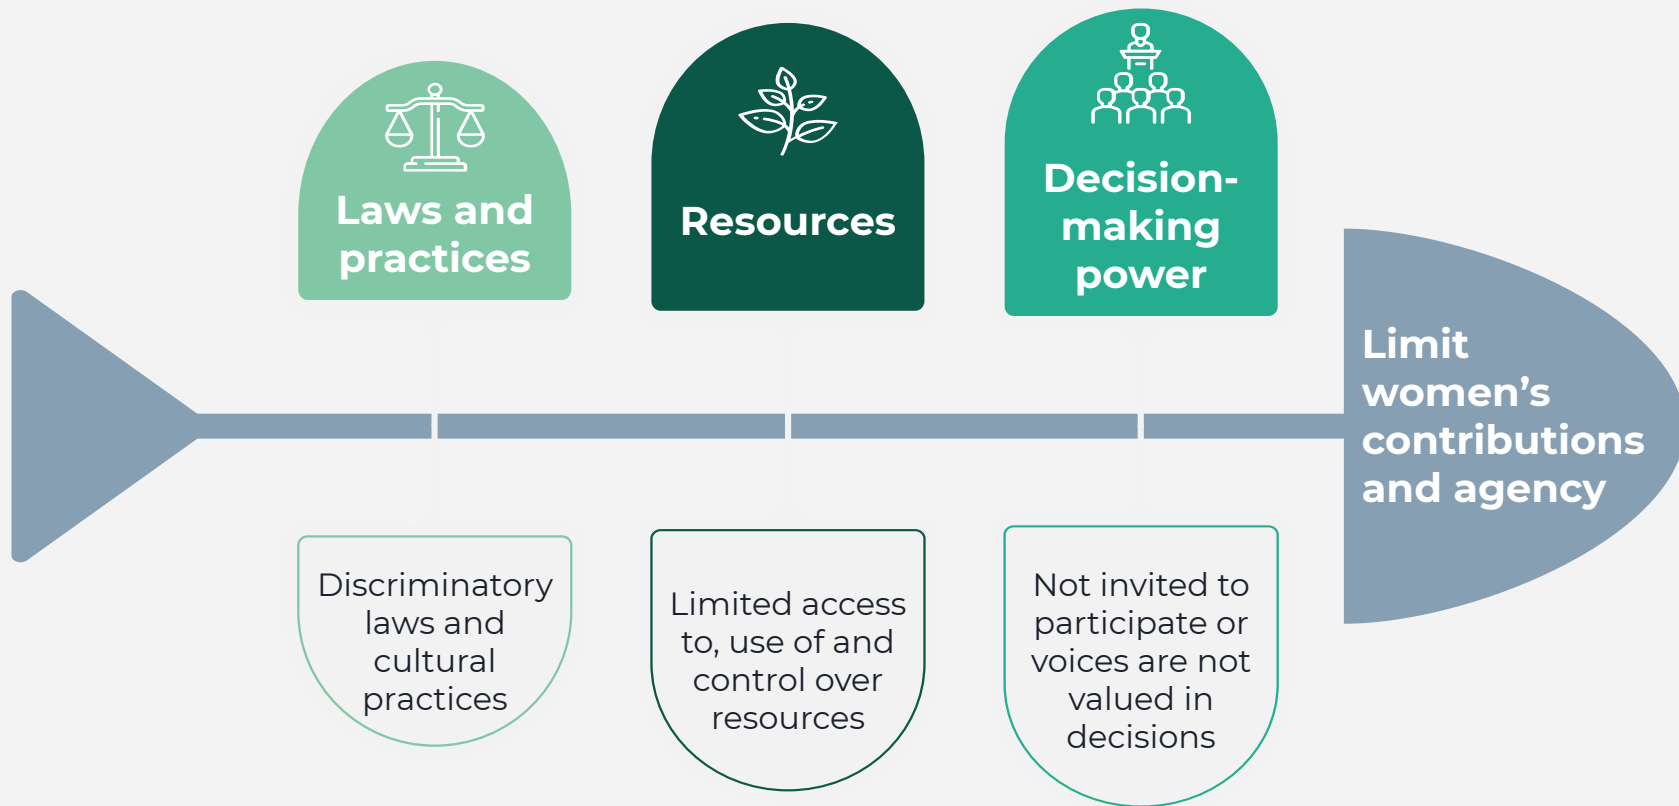 Laws and
practices
Resources
Decision-
making
power
Limit
women’s
contributions
and agency
Discriminatory
laws and
cultural
practices
Limited access
to, use of and
control over
resources
Not invited to
participate or
voices are not
valued in
decisions